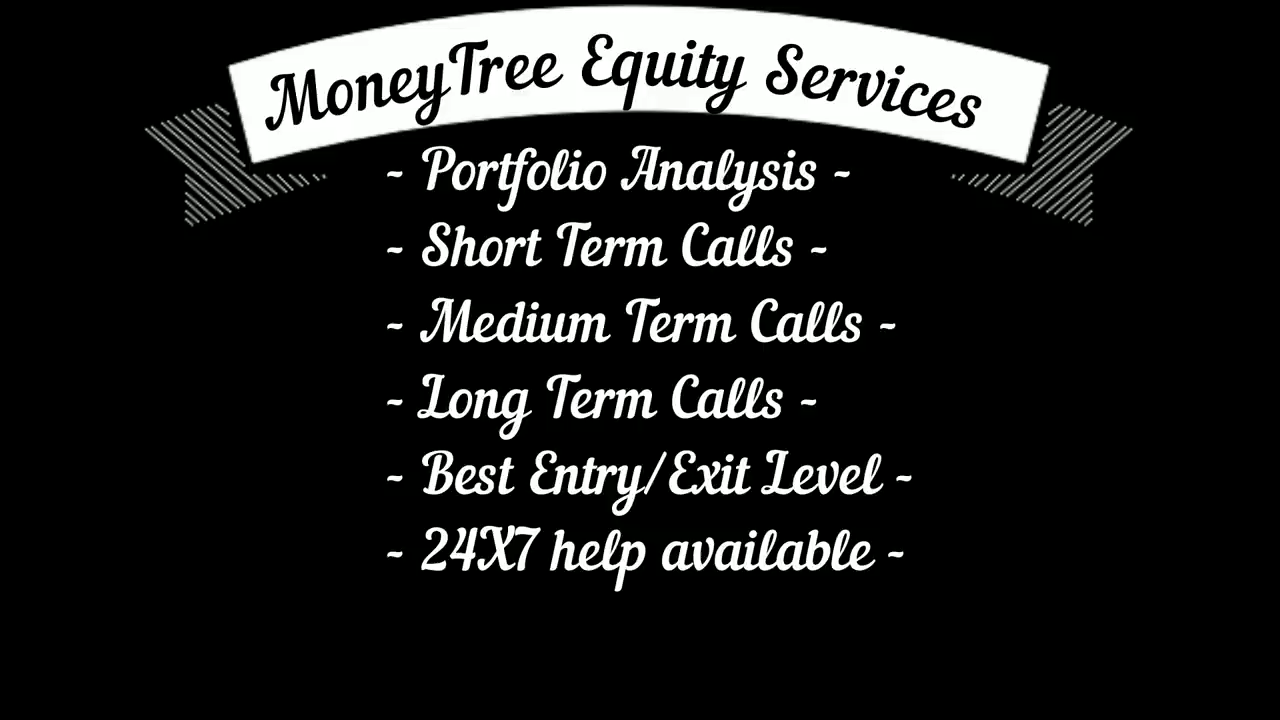 MoneyTree Equity Services
- Portfolio Analysis -
- Short Term Calls -
- Medium Term Calls -
- Long Term Calls -
- Best Entry/Exit Level -
- 24X7 help available -